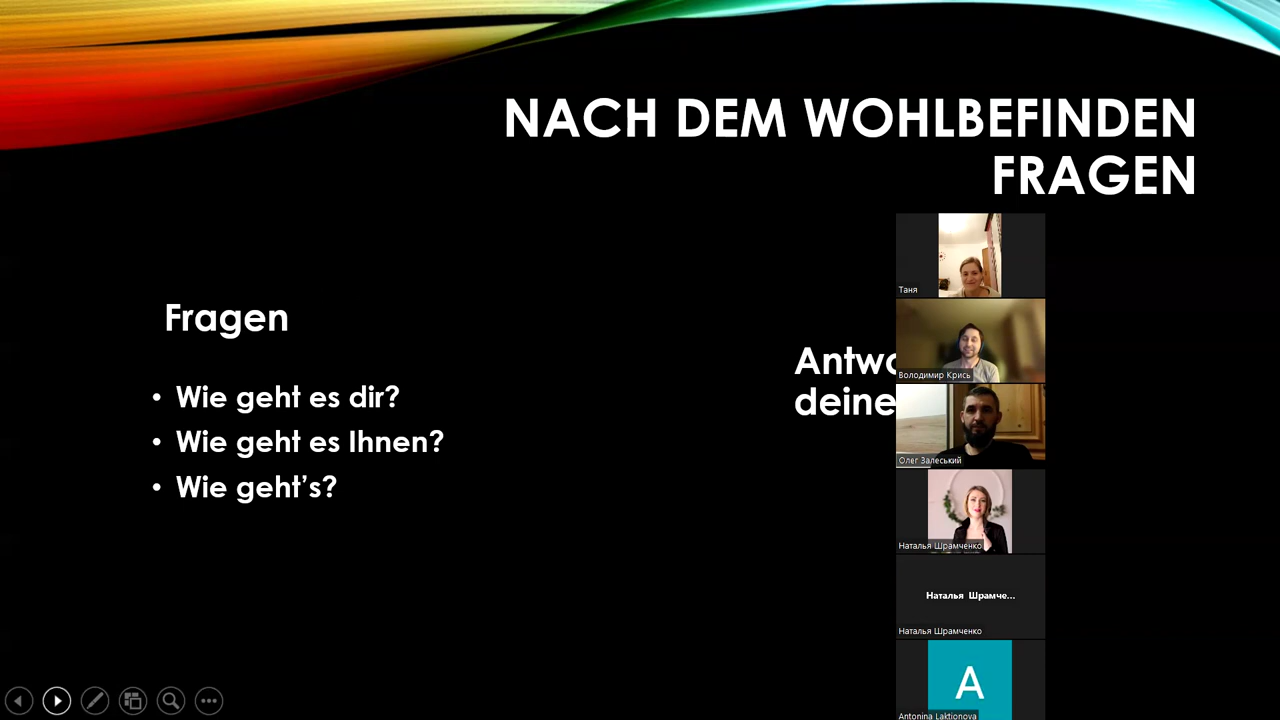 NACH DEM WOHLBEFINDEN
FRAGEN
Fragen
• Wie geht es dir?
• Wie geht es Ihnen?
• Wie geht's?
deine
Таня
Володимир Крись
Олег Залеський
Наталья Шрамченко
Наталья Шрамче...
Наталья Шрамченко
A
Antonina Laktionova